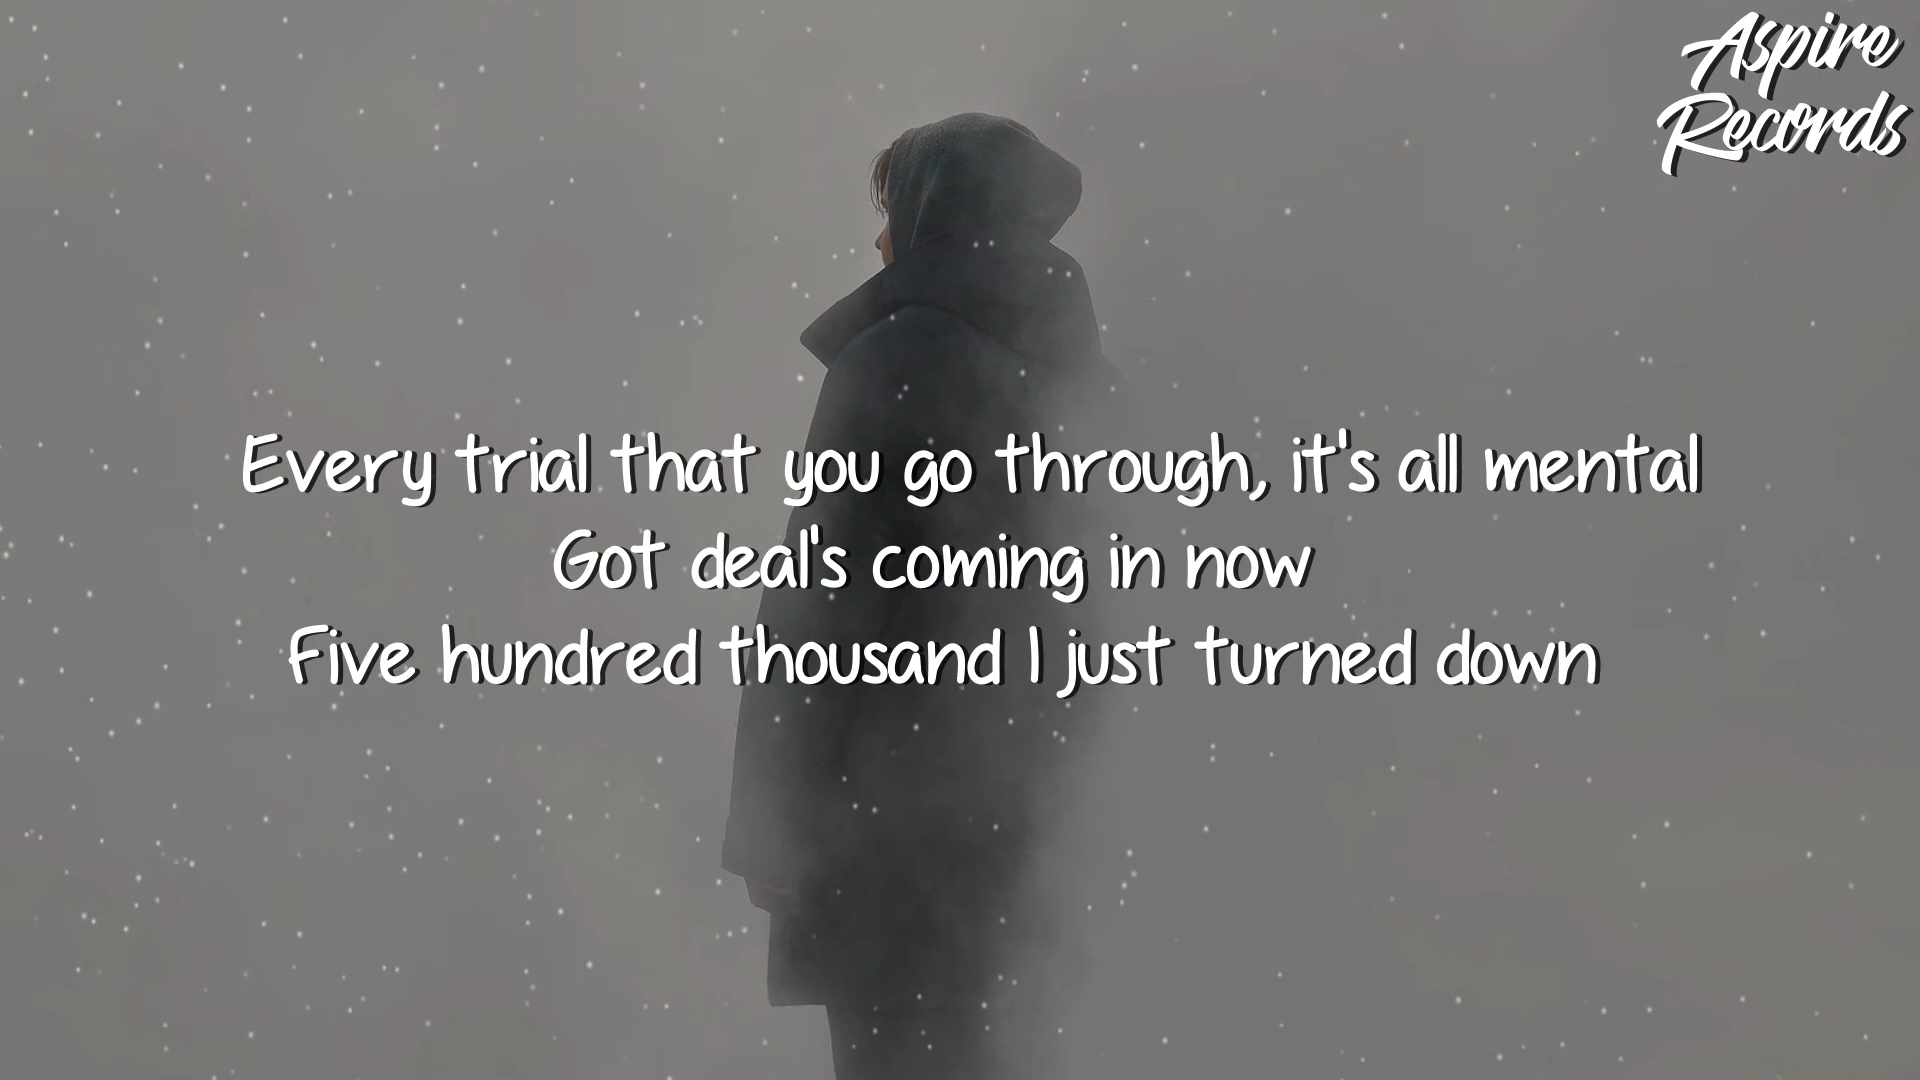 Aspire
Records
Every trial that you go through, it's all mental
Got deal's coming in now
Five hundred thousand I just turned down